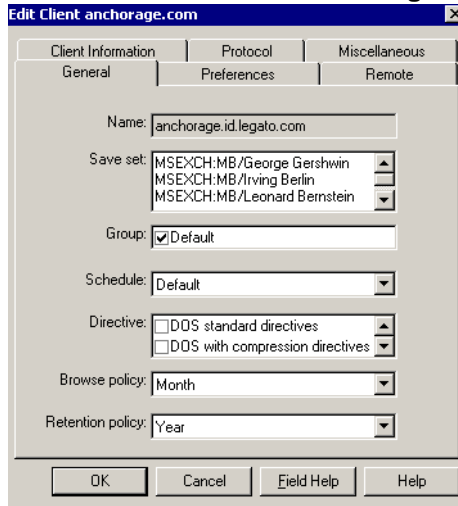 Edit Client anchorage.com
Client Information Protocol Miscellaneous
General Preferences Remote
Name: anchorage.id.legato.com
Save set: MSEXCH:MB/George Gershwin
MSEXCH:MB/Irving Berlin
MSEXCH:MB/Leonard Bernstein
Group: Default
Schedule: Default
Directive: DOS standard directives
DOS with compression directives
Browse policy: Month
Retention policy: Year
OK Cancel Field Help Help